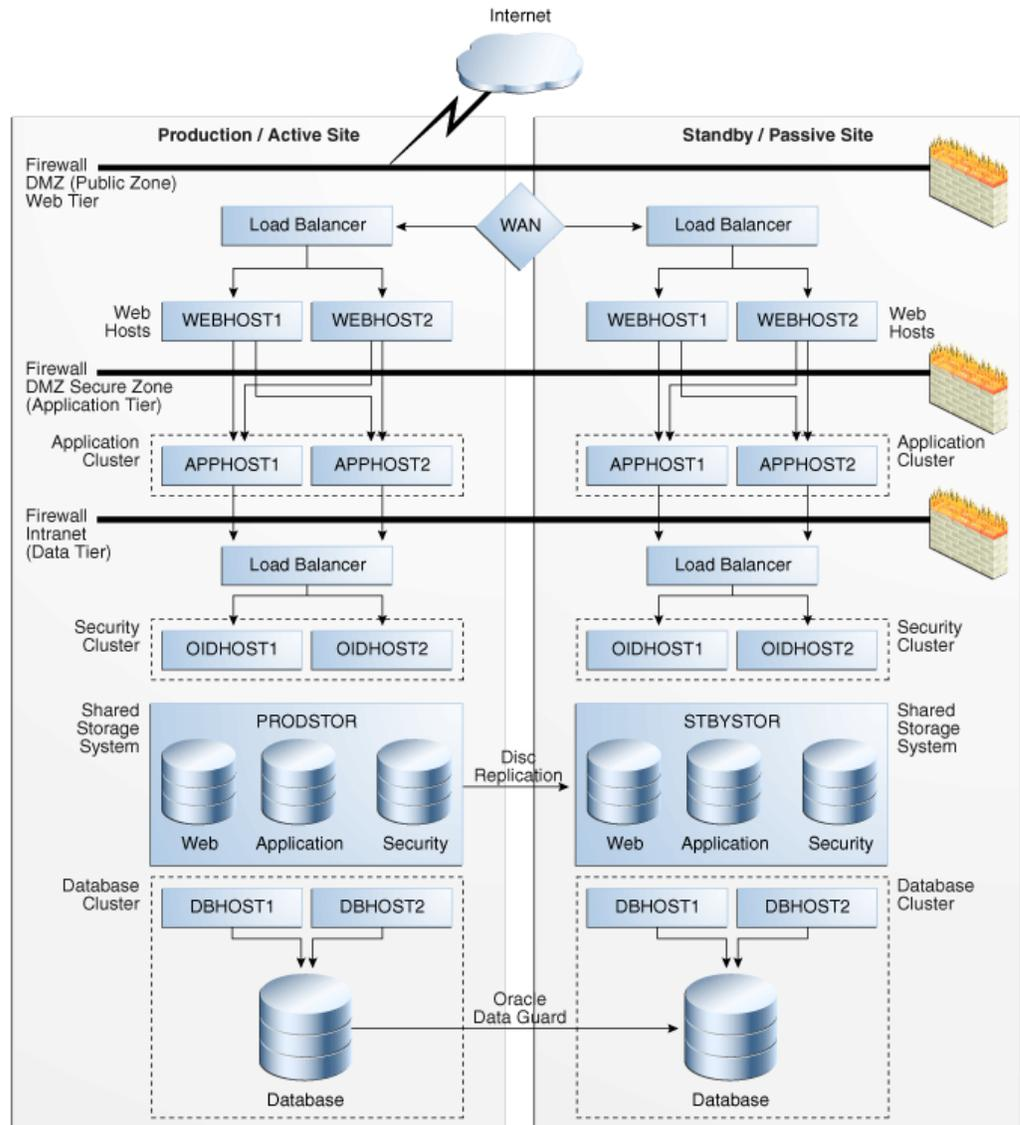 Internet
Production / Active Site
Standby / Passive Site
Firewall
DMZ (Public Zone)
Web Tier
Load Balancer
WAN
Load Balancer
Web
Hosts
WEBHOST1
WEBHOST2
WEBHOST1
WEBHOST2
Web
Hosts
Firewall
DMZ Secure Zone
(Application Tier)
Application
Cluster
APPHOST1
APPHOST2
APPHOST1
APPHOST2
Application
Cluster
Firewall
Intranet
(Data Tier)
Load Balancer
Load Balancer
Security
Cluster
OIDHOST1
OIDHOST2
OIDHOST1
OIDHOST2
Security
Cluster
Shared
Storage
System
PRODSTOR
Web
Application
Security
Disc
Replication
STBYSTOR
Web
Application
Security
Shared
Storage
System
Database
Cluster
DBHOST1
DBHOST2
DBHOST1
DBHOST2
Database
Cluster
Oracle
Data Guard
Database
Database